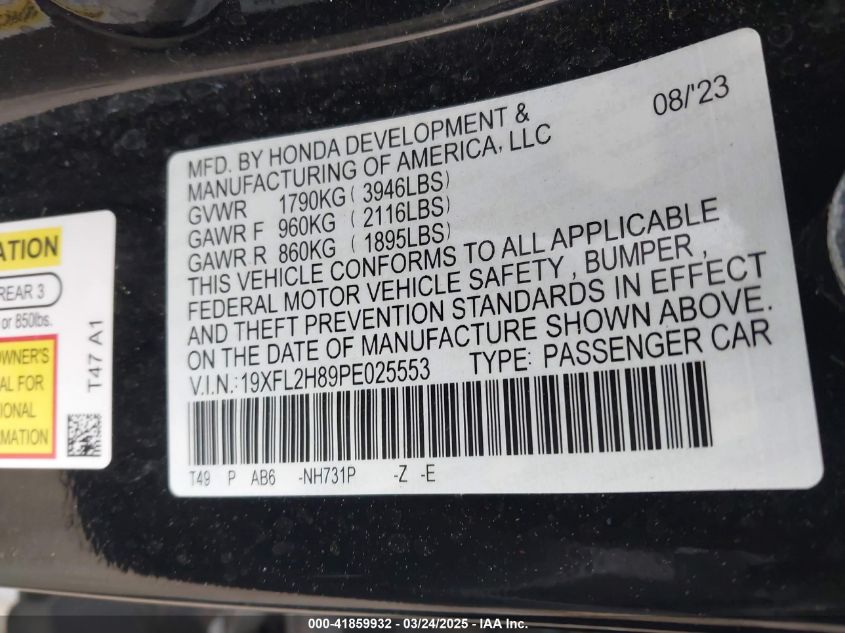 08/'23
MFD. BY HONDA DEVELOPMENT &
MANUFACTURING OF AMERICA, LLC
GVWR 1790KG ( 3946LBS)
GAWR F 960KG ( 2116LBS)
GAWR R 860KG ( 1895LBS)
THIS VEHICLE CONFORMS TO ALL APPLICABLE
FEDERAL MOTOR VEHICLE SAFETY , BUMPER ,
AND THEFT PREVENTION STANDARDS IN EFFECT
ON THE DATE OF MANUFACTURE SHOWN ABOVE.
V.I.N.:19XFL2H89PE025553 TYPE: PASSENGER CAR
T49 P AB6 -NH731P -Z -E
ATION
REAR 3
or 850lbs.
OWNER'S
AL FOR
IONAL
RMATION
T47 A1
000-41859932 - 03/24/2025 - IAA Inc.